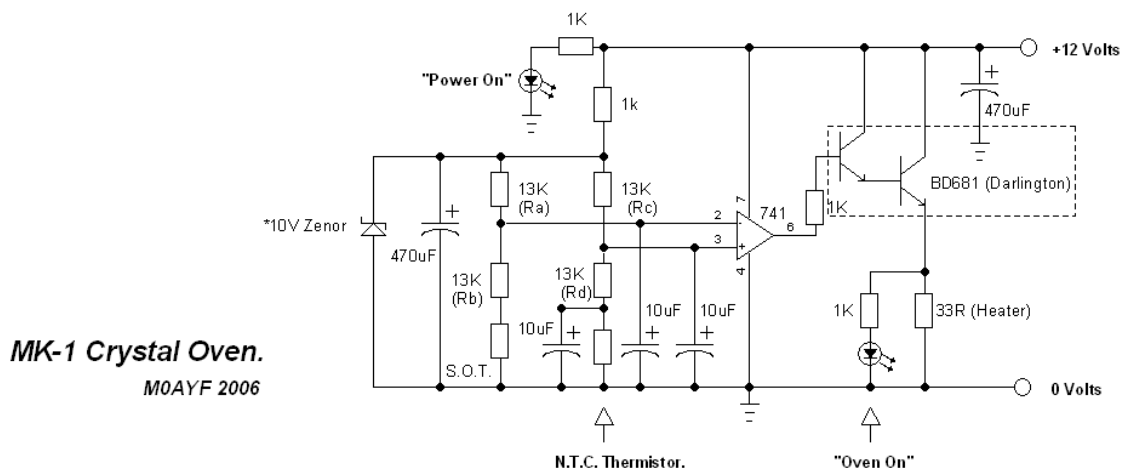 1K
+12 Volts
"Power On"
1k
470uF
13K
(Ra)
13K
(Rc)
BD681 (Darlington)
*10V Zenor
7
741
1K
2
-
6
3
+
4
470uF
13K
(Rb)
13K
(Rd)
10uF
10uF
10uF
1K
33R (Heater)
MK-1 Crystal Oven.
M0AYF 2006
S.O.T.
0 Volts
N.T.C. Thermistor.
"Oven On"